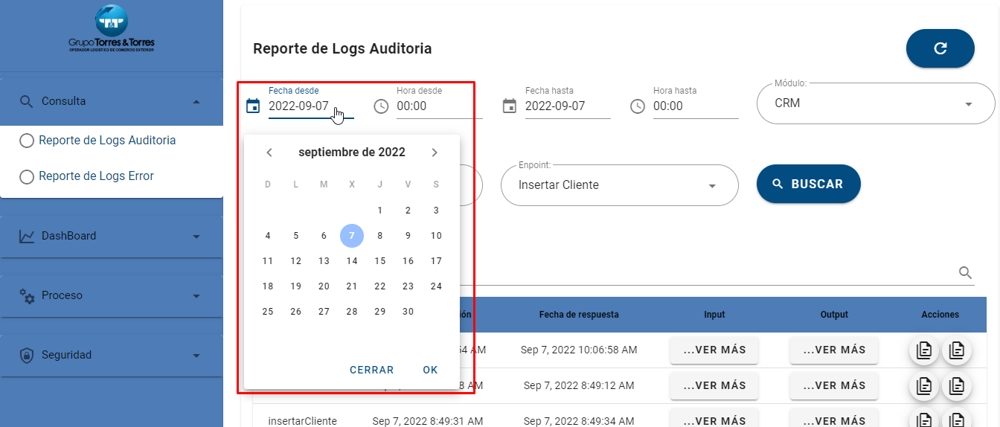 T&T
Grupo Torres & Torres
OPERADOR LOGÍSTICO DE COMERCIO EXTERIOR
Consulta
Reporte de Logs Auditoria
Reporte de Logs Error
DashBoard
Proceso
Seguridad
Reporte de Logs Auditoria
Fecha desde
2022-09-07
Hora desde
00:00
Fecha hasta
2022-09-07
Hora hasta
00:00
Módulo:
CRM
septiembre de 2022
D L M X J V S
1 2 3
4 5 6 7 8 9 10
11 12 13 14 15 16 17
18 19 20 21 22 23 24
25 26 27 28 29 30
CERRAR OK
Enpoint:
Insertar Cliente
BUSCAR
ión Fecha de respuesta Input Output Acciones
54 AM Sep 7, 2022 10:06:58 AM ...VER MÁS ...VER MÁS
8 AM Sep 7, 2022 8:49:12 AM ...VER MÁS ...VER MÁS
insertarCliente Sep 7, 2022 8:49:31 AM Sep 7, 2022 8:49:34 AM ...VER MÁS ...VER MÁS